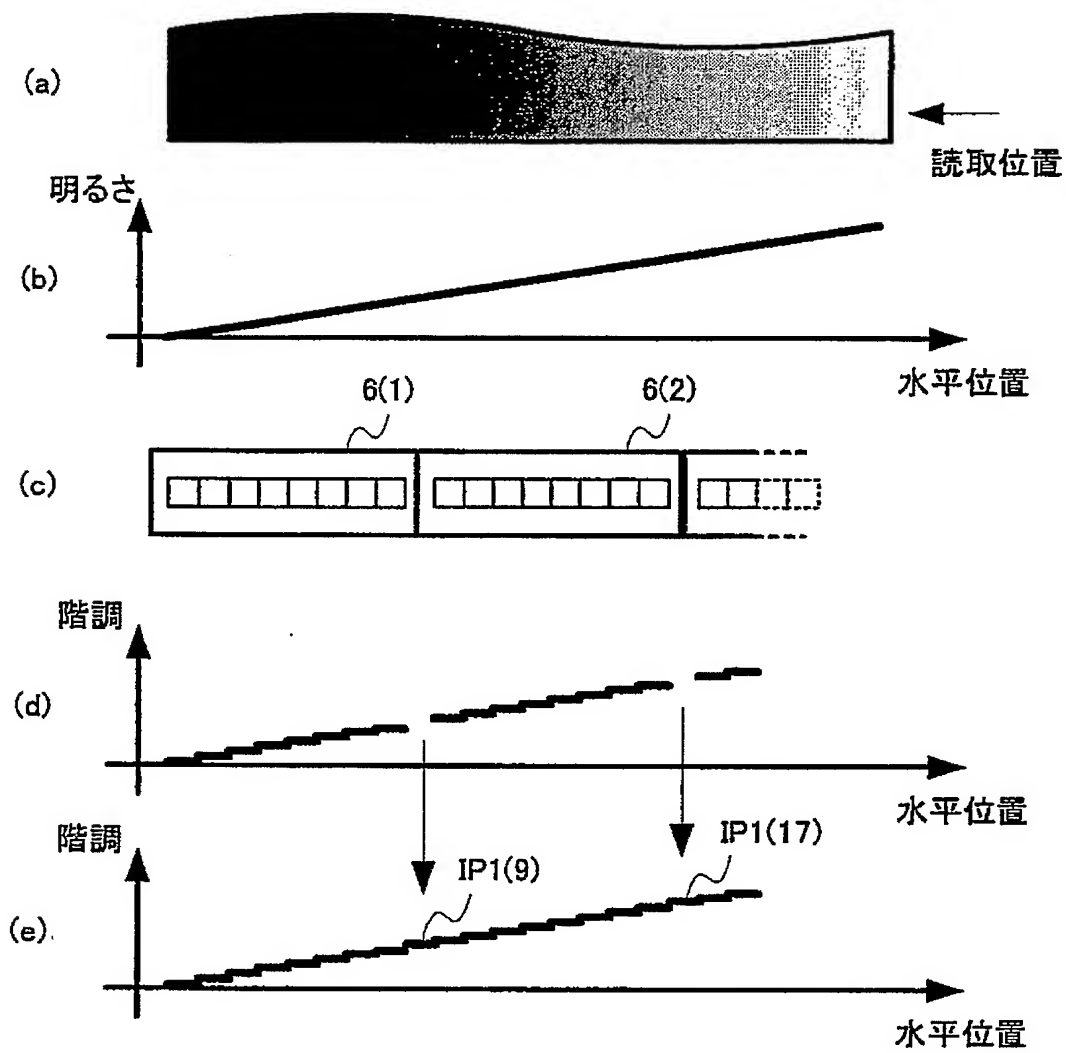 (a)
読取位置
明るさ
(b)
水平位置
6(1)
6(2)
(c)
階調
(d)
水平位置
階調
IP1(9)
IP1(17)
(e)
水平位置